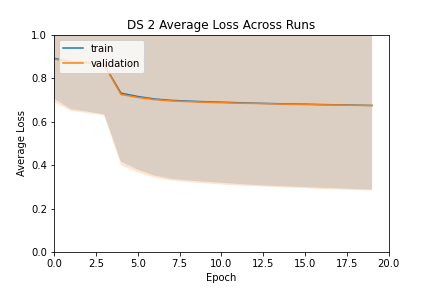 DS 2 Average Loss Across Runs
1.0
train
validation
0.8
0.6
Average Loss
0.4
0.2
0.0
0.0 2.5 5.0 7.5 10.0 12.5 15.0 17.5 20.0
Epoch